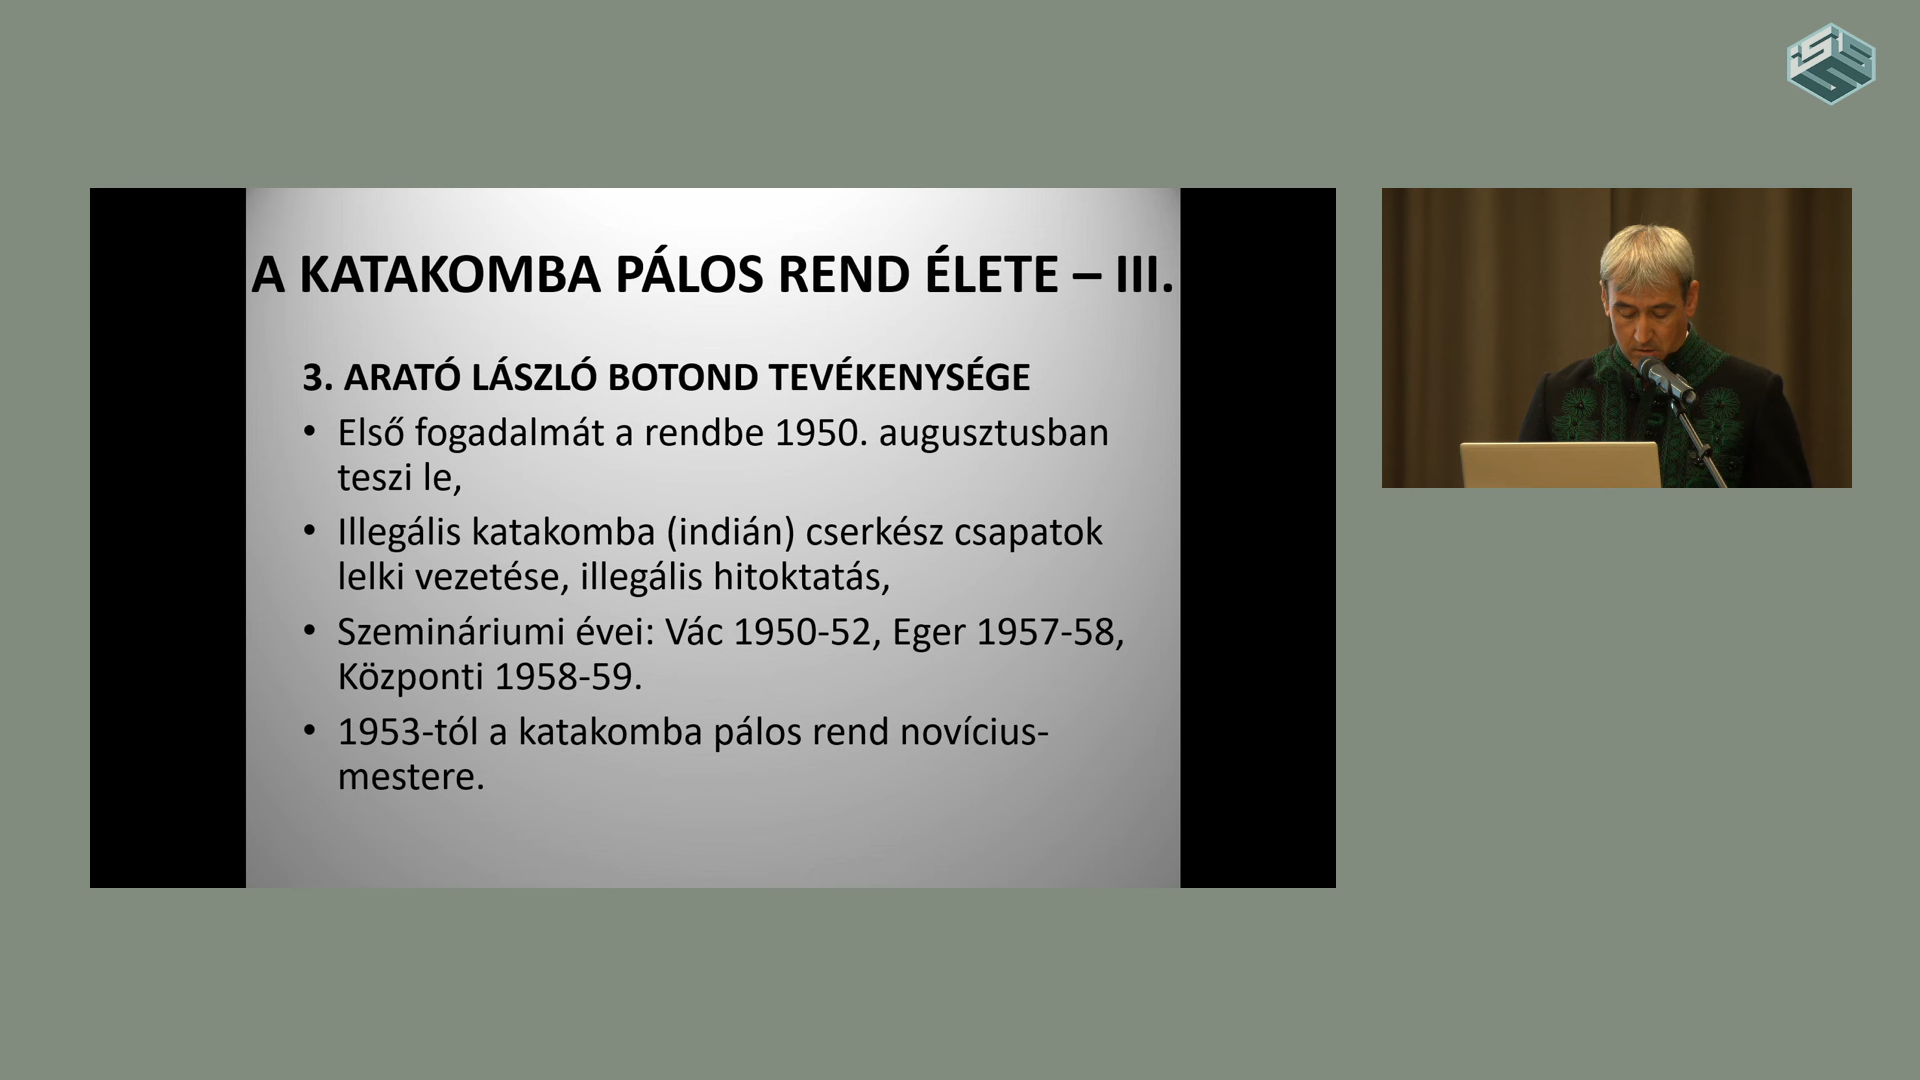 A KATAKOMBA PÁLOS REND ÉLETE – III.
3. ARATÓ LÁSZLÓ BOTOND TEVÉKENYSÉGE
• Első fogadalmát a rendbe 1950. augusztusban
teszi le,
• Illegális katakomba (indián) cserkész csapatok
lelki vezetése, illegális hitoktatás,
• Szemináriumi évei: Vác 1950-52, Eger 1957-58,
Központi 1958-59.
• 1953-tól a katakomba pálos rend novícius-
mestere.